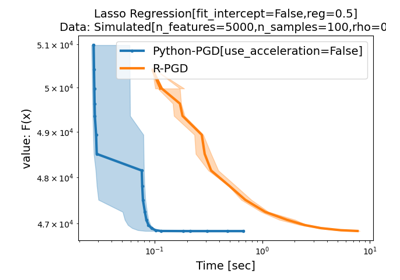 Lasso Regression[fit_intercept=False,reg=0.5]
Data: Simulated[n_features=5000,n_samples=100,rho=0
Python-PGD[use_acceleration=False]
R-PGD
value: F(x)
5.1 × 10⁴
5 × 10⁴
4.9 × 10⁴
4.8 × 10⁴
4.7 × 10⁴
10⁻¹ 10⁰ 10¹
Time [sec]